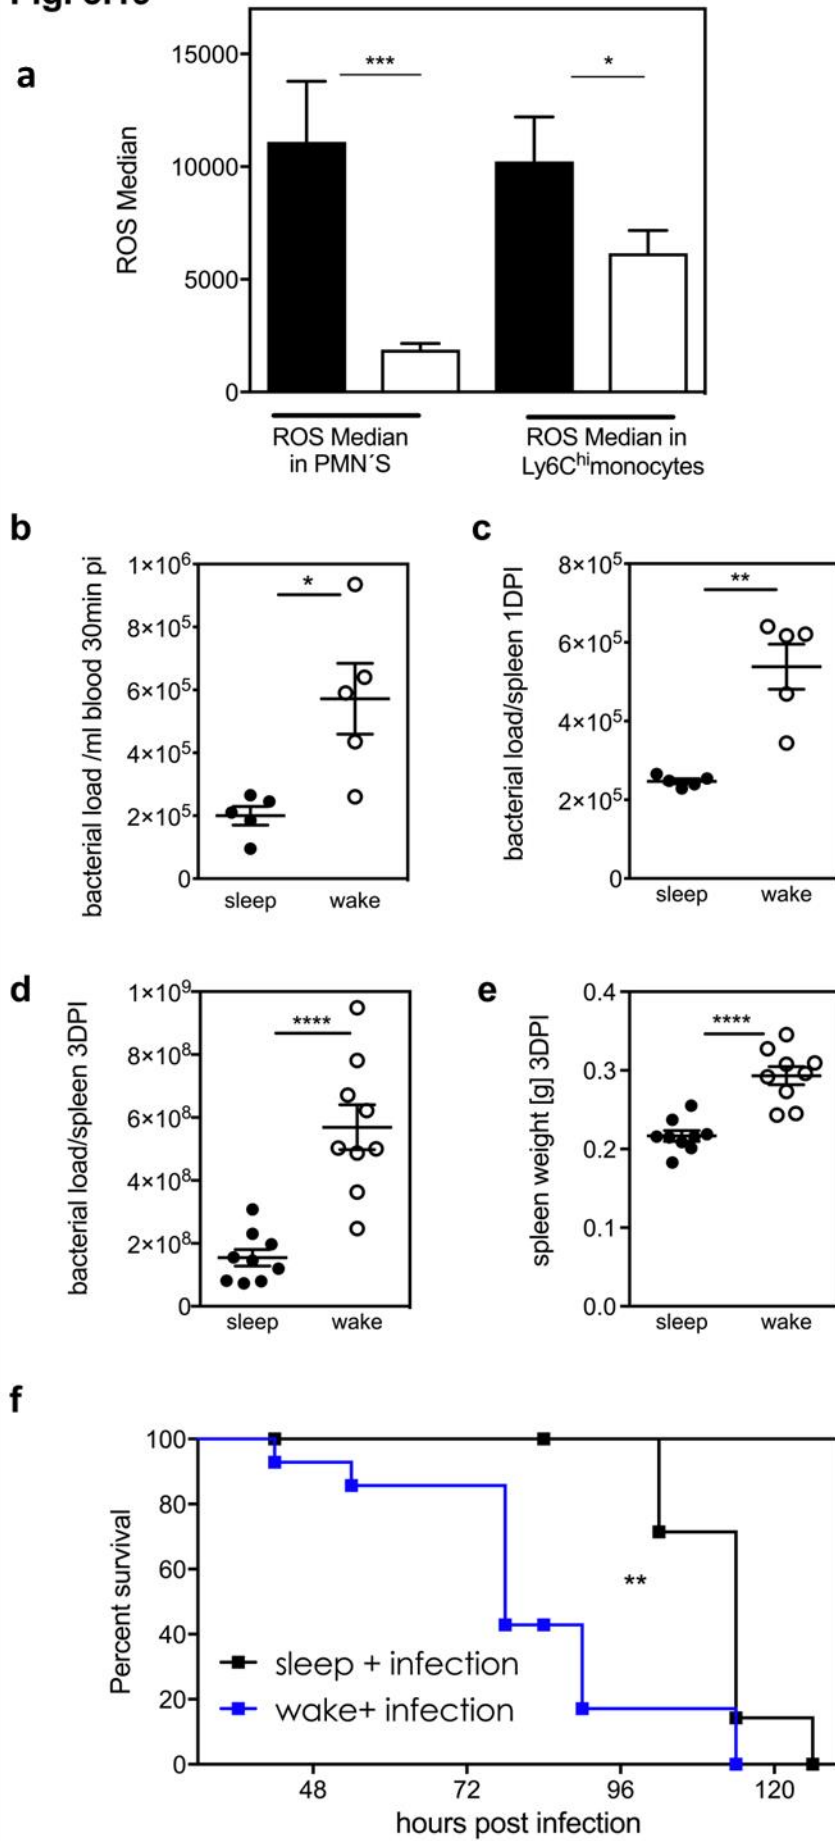 a
ROS Median
15000
10000
5000
0
***
*
ROS Median
in PMN´S
ROS Median in
Ly6Chimonocytes
b
bacterial load /ml blood 30min pi
1×10⁶
8×10⁵
6×10⁵
4×10⁵
2×10⁵
0
*
sleep
wake
c
bacterial load/spleen 1DPI
8×10⁵
6×10⁵
4×10⁵
2×10⁵
0
**
sleep
wake
d
bacterial load/spleen 3DPI
1×10⁹
8×10⁸
6×10⁸
4×10⁸
2×10⁸
0
****
sleep
wake
e
spleen weight [g] 3DPI
0.4
0.3
0.2
0.1
0.0
****
sleep
wake
f
Percent survival
100
80
60
40
20
0
**
sleep + infection
wake+ infection
48
72
96
120
hours post infection